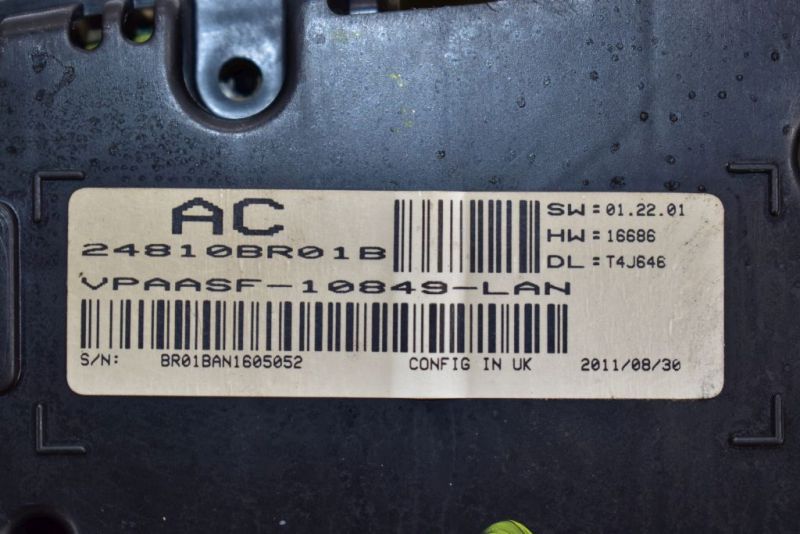 AC
24810BR01B
VPAASF-10849-LAN
SW = 01.22.01
HW = 16686
DL = T4J646
S/N: BR01BAN1605052 CONFIG IN UK 2011/08/30